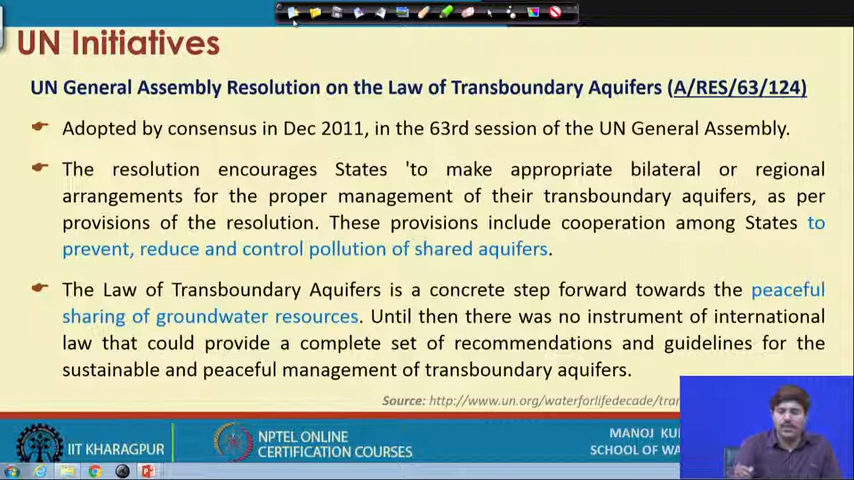 UN Initiatives
UN General Assembly Resolution on the Law of Transboundary Aquifers (A/RES/63/124)
Adopted by consensus in Dec 2011, in the 63rd session of the UN General Assembly.
The resolution encourages States 'to make appropriate bilateral or regional
arrangements for the proper management of their transboundary aquifers, as per
provisions of the resolution. These provisions include cooperation among States to
prevent, reduce and control pollution of shared aquifers.
The Law of Transboundary Aquifers is a concrete step forward towards the peaceful
sharing of groundwater resources. Until then there was no instrument of international
law that could provide a complete set of recommendations and guidelines for the
sustainable and peaceful management of transboundary aquifers.
Source: http://www.un.org/waterforlifedecade/tran
IIT KHARAGPUR
NPTEL ONLINE
CERTIFICATION COURSES
MANOJ KU
SCHOOL OF WA